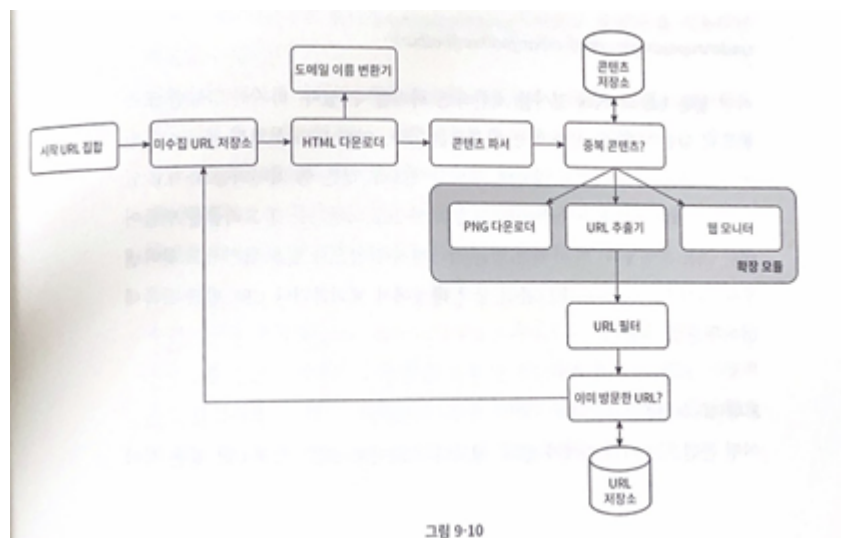 도메일 이름 변환기
콘텐츠
저장소
시작 URL 집합
미수집 URL 저장소
HTML 다운로더
콘텐츠 파서
중복 콘텐츠?
PNG 다운로더
URL 추출기
웹 모니터
확장 모듈
URL 필터
이미 방문한 URL?
URL
저장소
그림 9-10